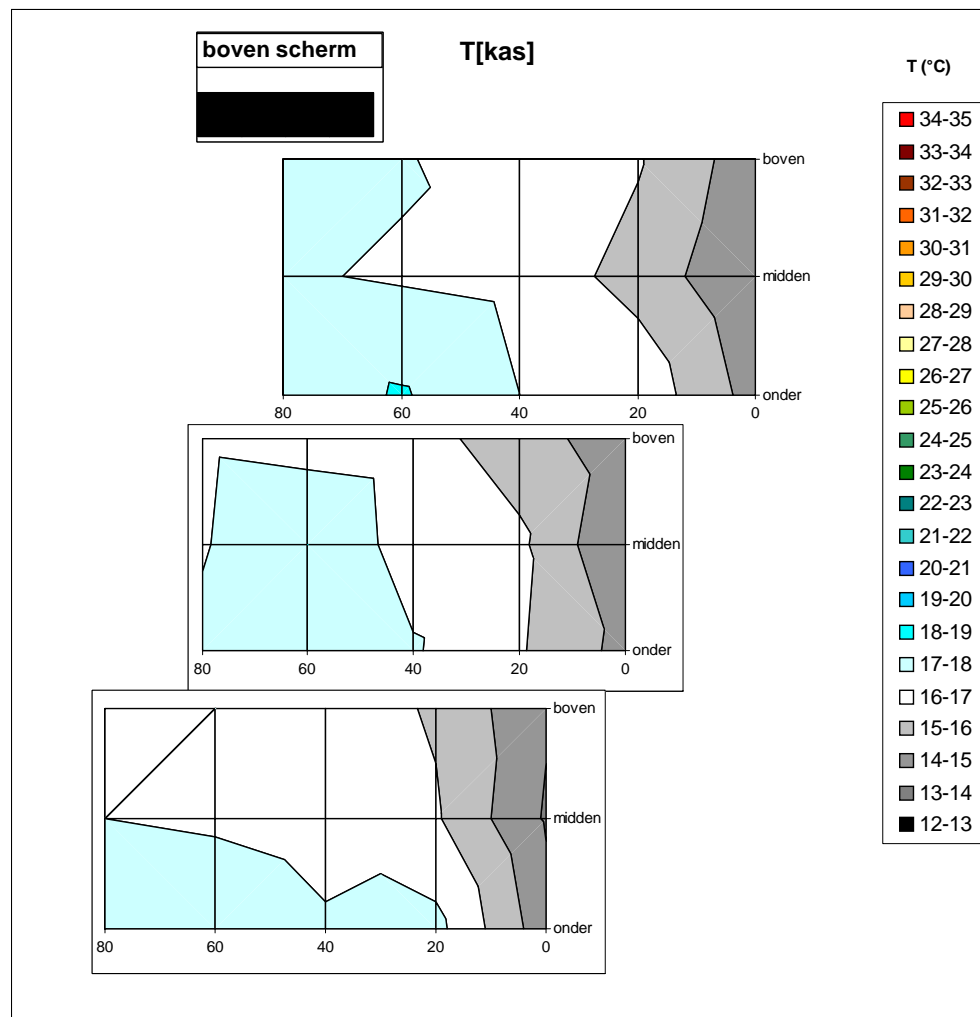 boven scherm
T[kas]
T (°C)
34-35
33-34
32-33
31-32
30-31
29-30
28-29
27-28
26-27
25-26
24-25
23-24
22-23
21-22
20-21
19-20
18-19
17-18
16-17
15-16
14-15
13-14
12-13
boven
midden
onder
80 60 40 20 0
boven
midden
onder
80 60 40 20 0
boven
midden
onder
80 60 40 20 0